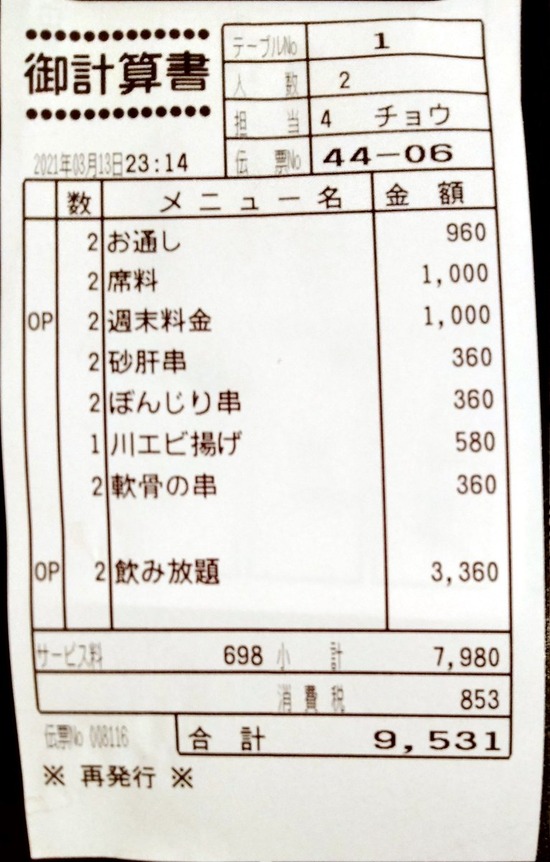 御計算書
テーブルNo 1
人数 2
担当 4 チョウ
伝票No 44-06
2021年03月13日23:14
数 メニュー名 金額
2 お通し 960
2 席料 1,000
OP 2 週末料金 1,000
2 砂肝串 360
2 ぼんじり串 360
1 川エビ揚げ 580
2 軟骨の串 360
OP 2 飲み放題 3,360
サービス料 698 小計 7,980
消費税 853
伝票No 008116 合計 9,531
※ 再発行 ※